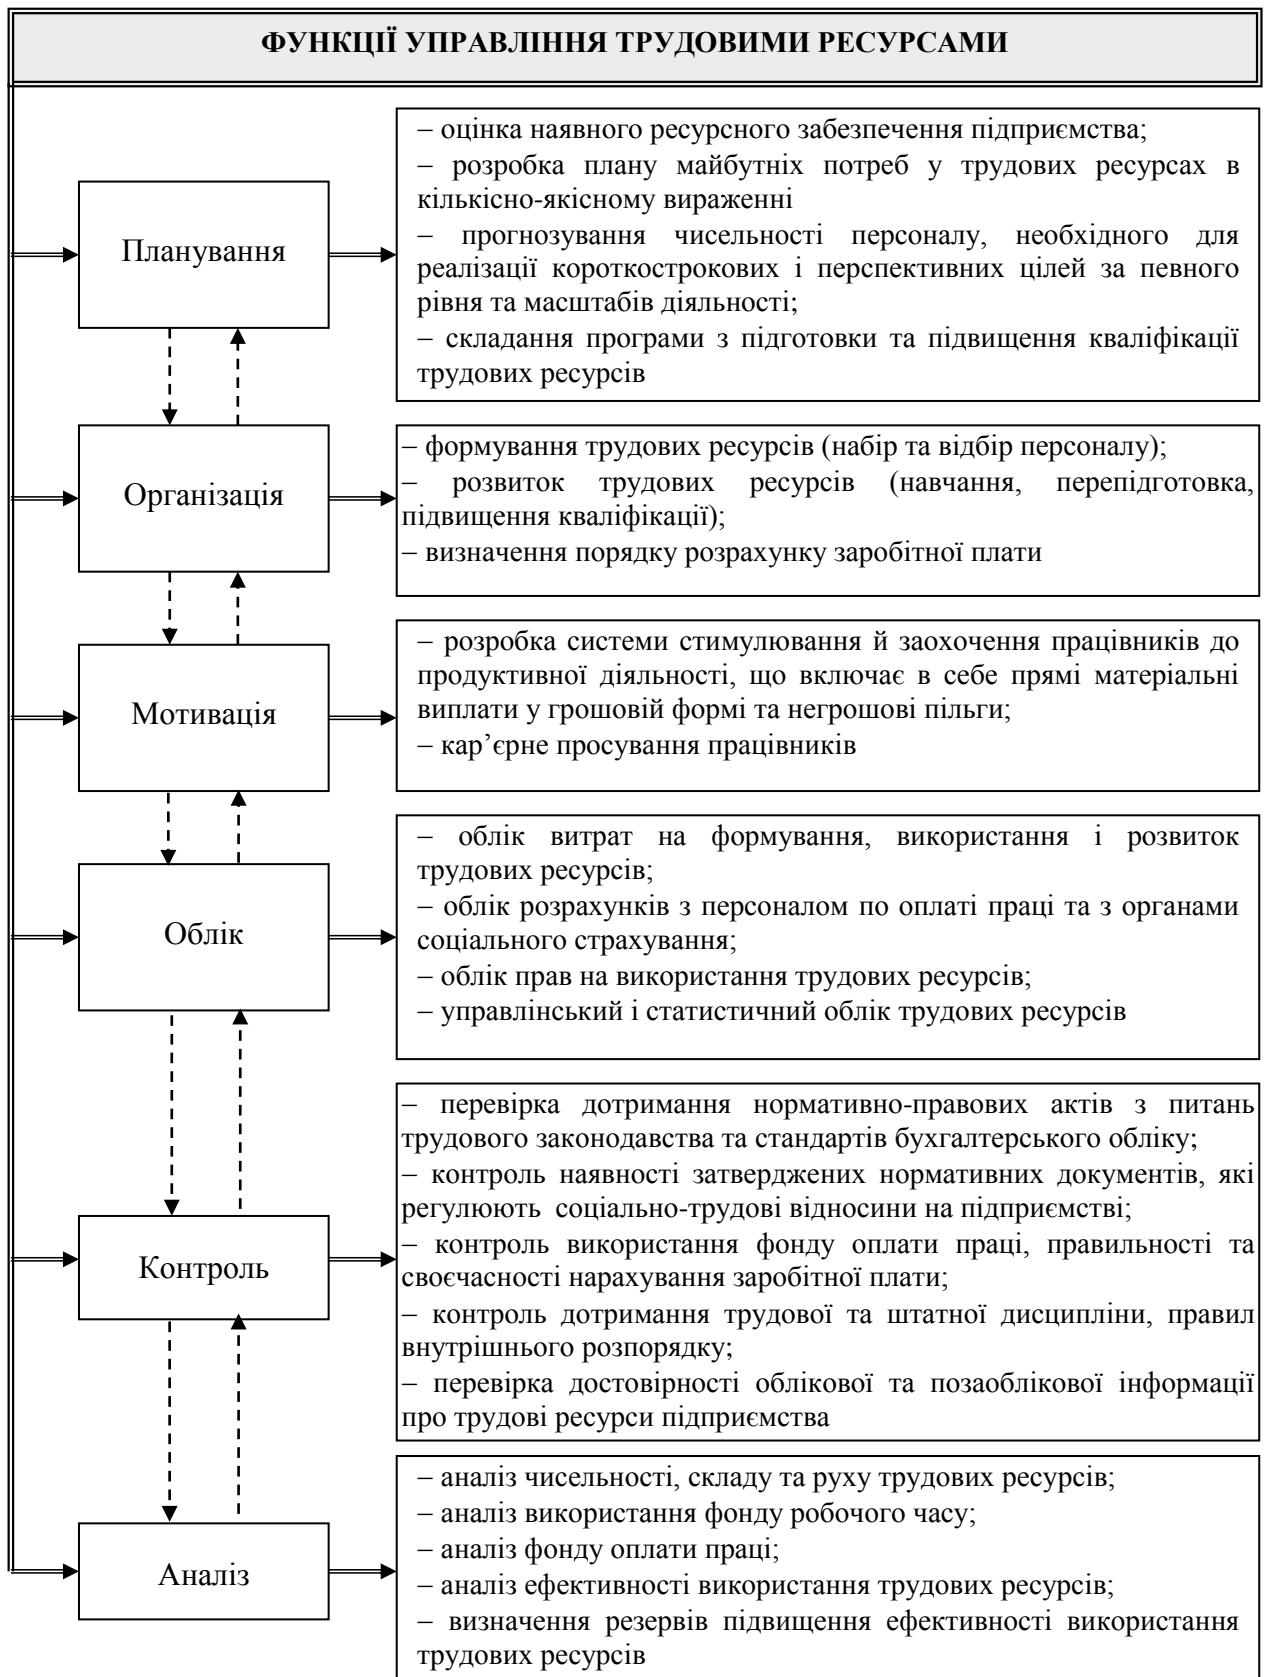 ФУНКЦІЇ УПРАВЛІННЯ ТРУДОВИМИ РЕСУРСАМИ
Планування
– оцінка наявного ресурсного забезпечення підприємства;
– розробка плану майбутніх потреб у трудових ресурсах в
кількісно-якісному вираженні
– прогнозування чисельності персоналу, необхідного для
реалізації короткострокових і перспективних цілей за певного
рівня та масштабів діяльності;
– складання програми з підготовки та підвищення кваліфікації
трудових ресурсів
Організація
– формування трудових ресурсів (набір та відбір персоналу);
– розвиток трудових ресурсів (навчання, перепідготовка,
підвищення кваліфікації);
– визначення порядку розрахунку заробітної плати
Мотивація
– розробка системи стимулювання й заохочення працівників до
продуктивної діяльності, що включає в себе прямі матеріальні
виплати у грошовій формі та негрошові пільги;
– кар’єрне просування працівників
Облік
– облік витрат на формування, використання і розвиток
трудових ресурсів;
– облік розрахунків з персоналом по оплаті праці та з органами
соціального страхування;
– облік прав на використання трудових ресурсів;
– управлінський і статистичний облік трудових ресурсів
Контроль
– перевірка дотримання нормативно-правових актів з питань
трудового законодавства та стандартів бухгалтерського обліку;
– контроль наявності затверджених нормативних документів, які
регулюють соціально-трудові відносини на підприємстві;
– контроль використання фонду оплати праці, правильності та
своєчасності нарахування заробітної плати;
– контроль дотримання трудової та штатної дисципліни, правил
внутрішнього розпорядку;
– перевірка достовірності облікової та позаоблікової інформації
про трудові ресурси підприємства
Аналіз
– аналіз чисельності, складу та руху трудових ресурсів;
– аналіз використання фонду робочого часу;
– аналіз фонду оплати праці;
– аналіз ефективності використання трудових ресурсів;
– визначення резервів підвищення ефективності використання
трудових ресурсів